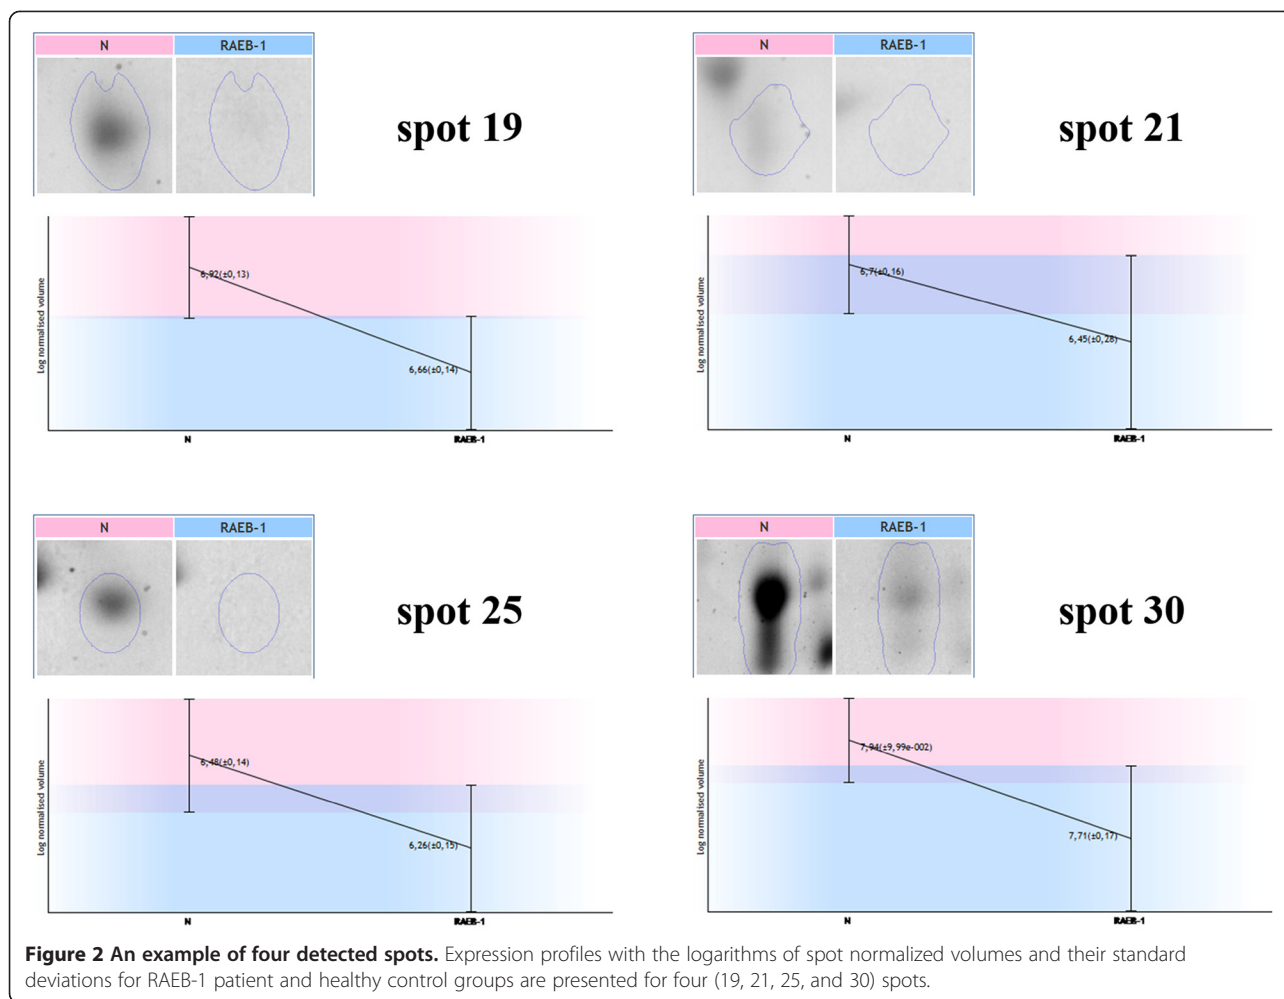 N RAEB-1
spot 19
Log normalised volume
6,92(±0,13)
6,66(±0,14)
N RAEB-1
N RAEB-1
spot 21
Log normalised volume
6,7(±0,16)
6,45(±0,28)
N RAEB-1
N RAEB-1
spot 25
Log normalised volume
6,48(±0,14)
6,26(±0,15)
N RAEB-1
N RAEB-1
spot 30
Log normalised volume
7,94(±9,99e-002)
7,71(±0,17)
N RAEB-1
Figure 2 An example of four detected spots. Expression profiles with the logarithms of spot normalized volumes and their standard
deviations for RAEB-1 patient and healthy control groups are presented for four (19, 21, 25, and 30) spots.